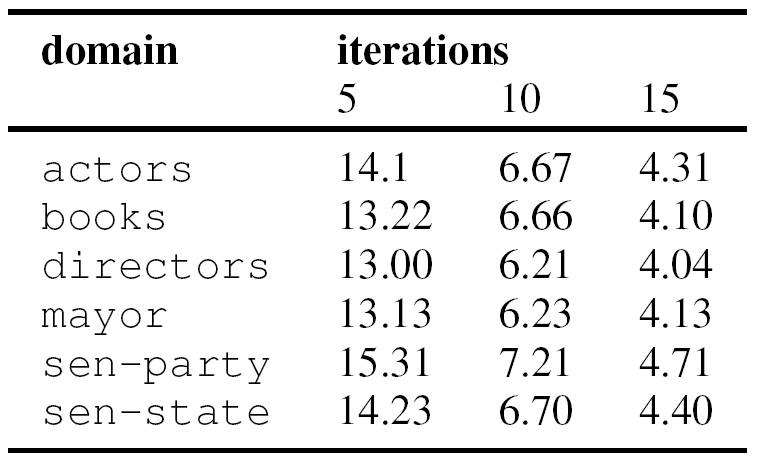 domain iterations
5 10 15
actors 14.1 6.67 4.31
books 13.22 6.66 4.10
directors 13.00 6.21 4.04
mayor 13.13 6.23 4.13
sen-party 15.31 7.21 4.71
sen-state 14.23 6.70 4.40